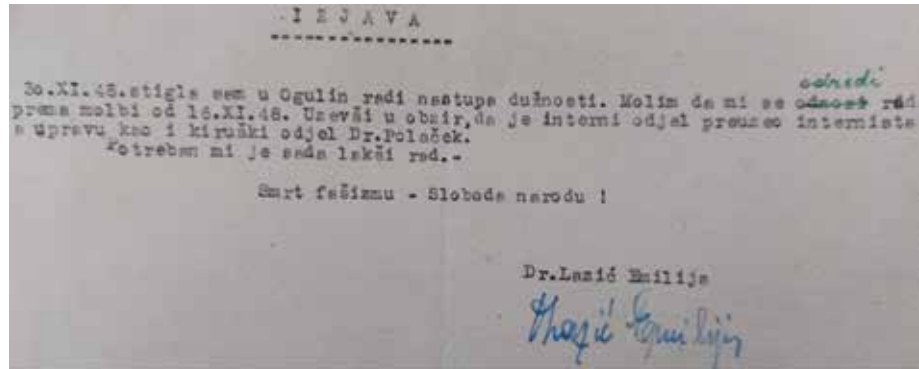 I Z J A V A
odredi
30.XI.48.stigla sam u Ogulin radi nastupa dužnosti. Molim da mi se odnost rad
prema molbi od 16.XI.48. Uzevši u obzir,da je interni odjel preuzeo internista
a upravu kao i kiruški odjel Dr.Polaček.
Potreban mi je sada lakši rad.-
Smrt fašizmu - Sloboda narodu !
Dr.Lazić Emilija
Lazić Emilija